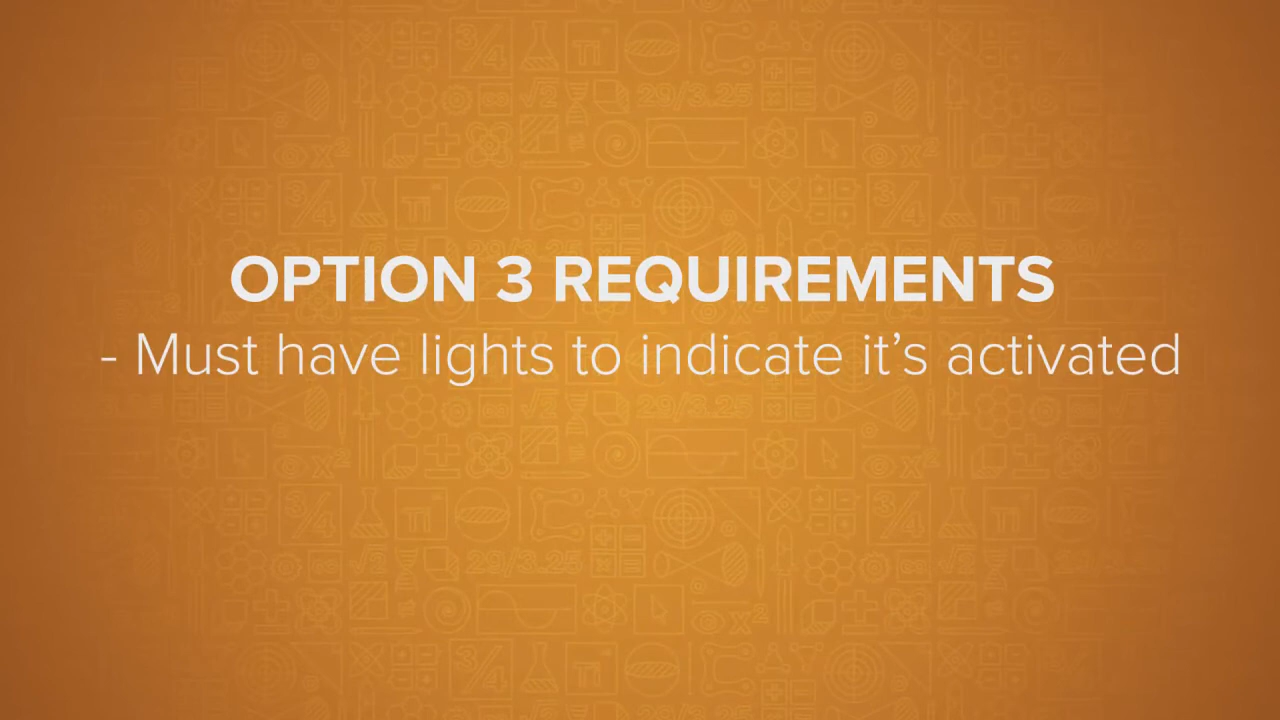 OPTION 3 REQUIREMENTS
- Must have lights to indicate it’s activated